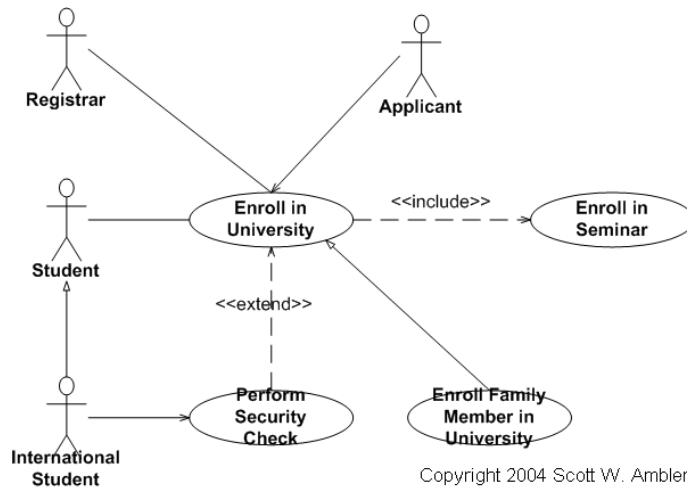 Registrar
Applicant
Enroll in
University
<<include>>
Enroll in
Seminar
Student
<<extend>>
Perform
Security
Check
Enroll Family
Member in
University
International
Student
Copyright 2004 Scott W. Ambler